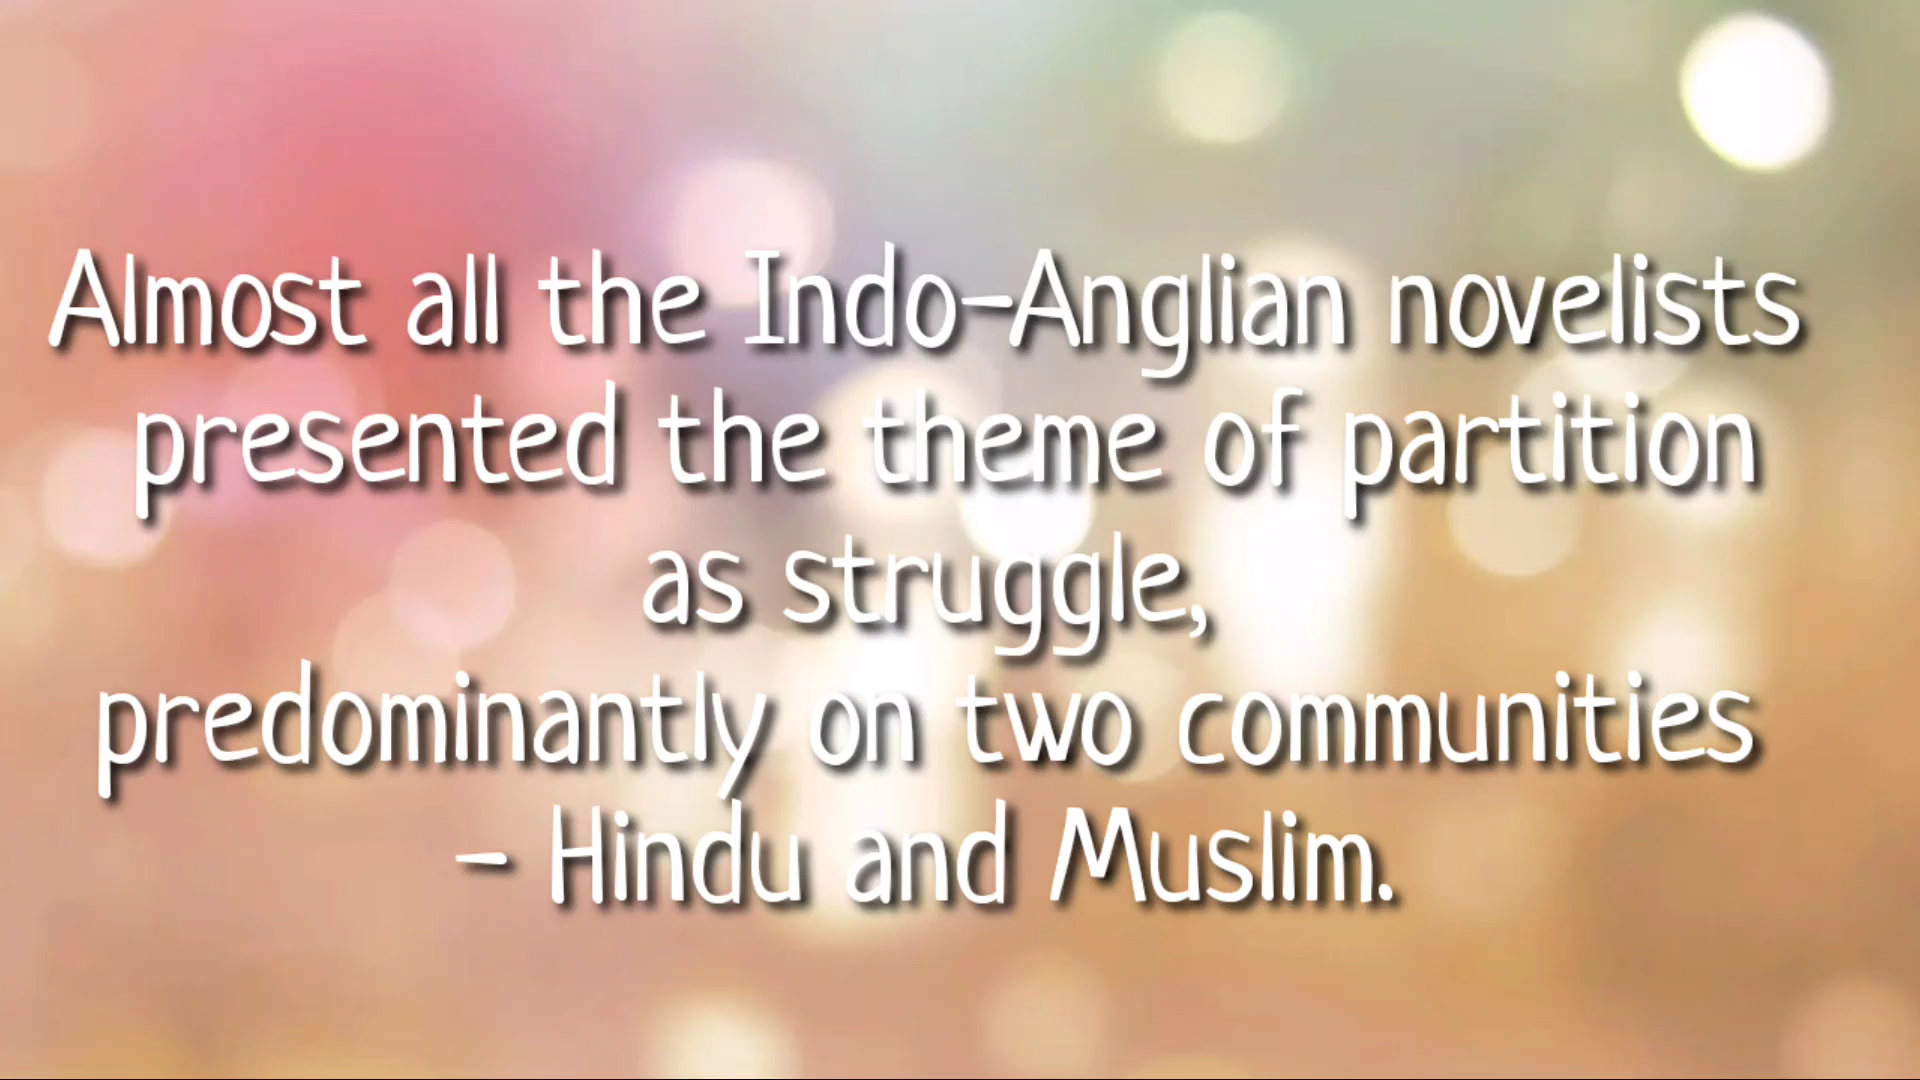 Almost all the Indo-Anglian novelists
presented the theme of partition
as struggle,
predominantly on two communities
- Hindu and Muslim.